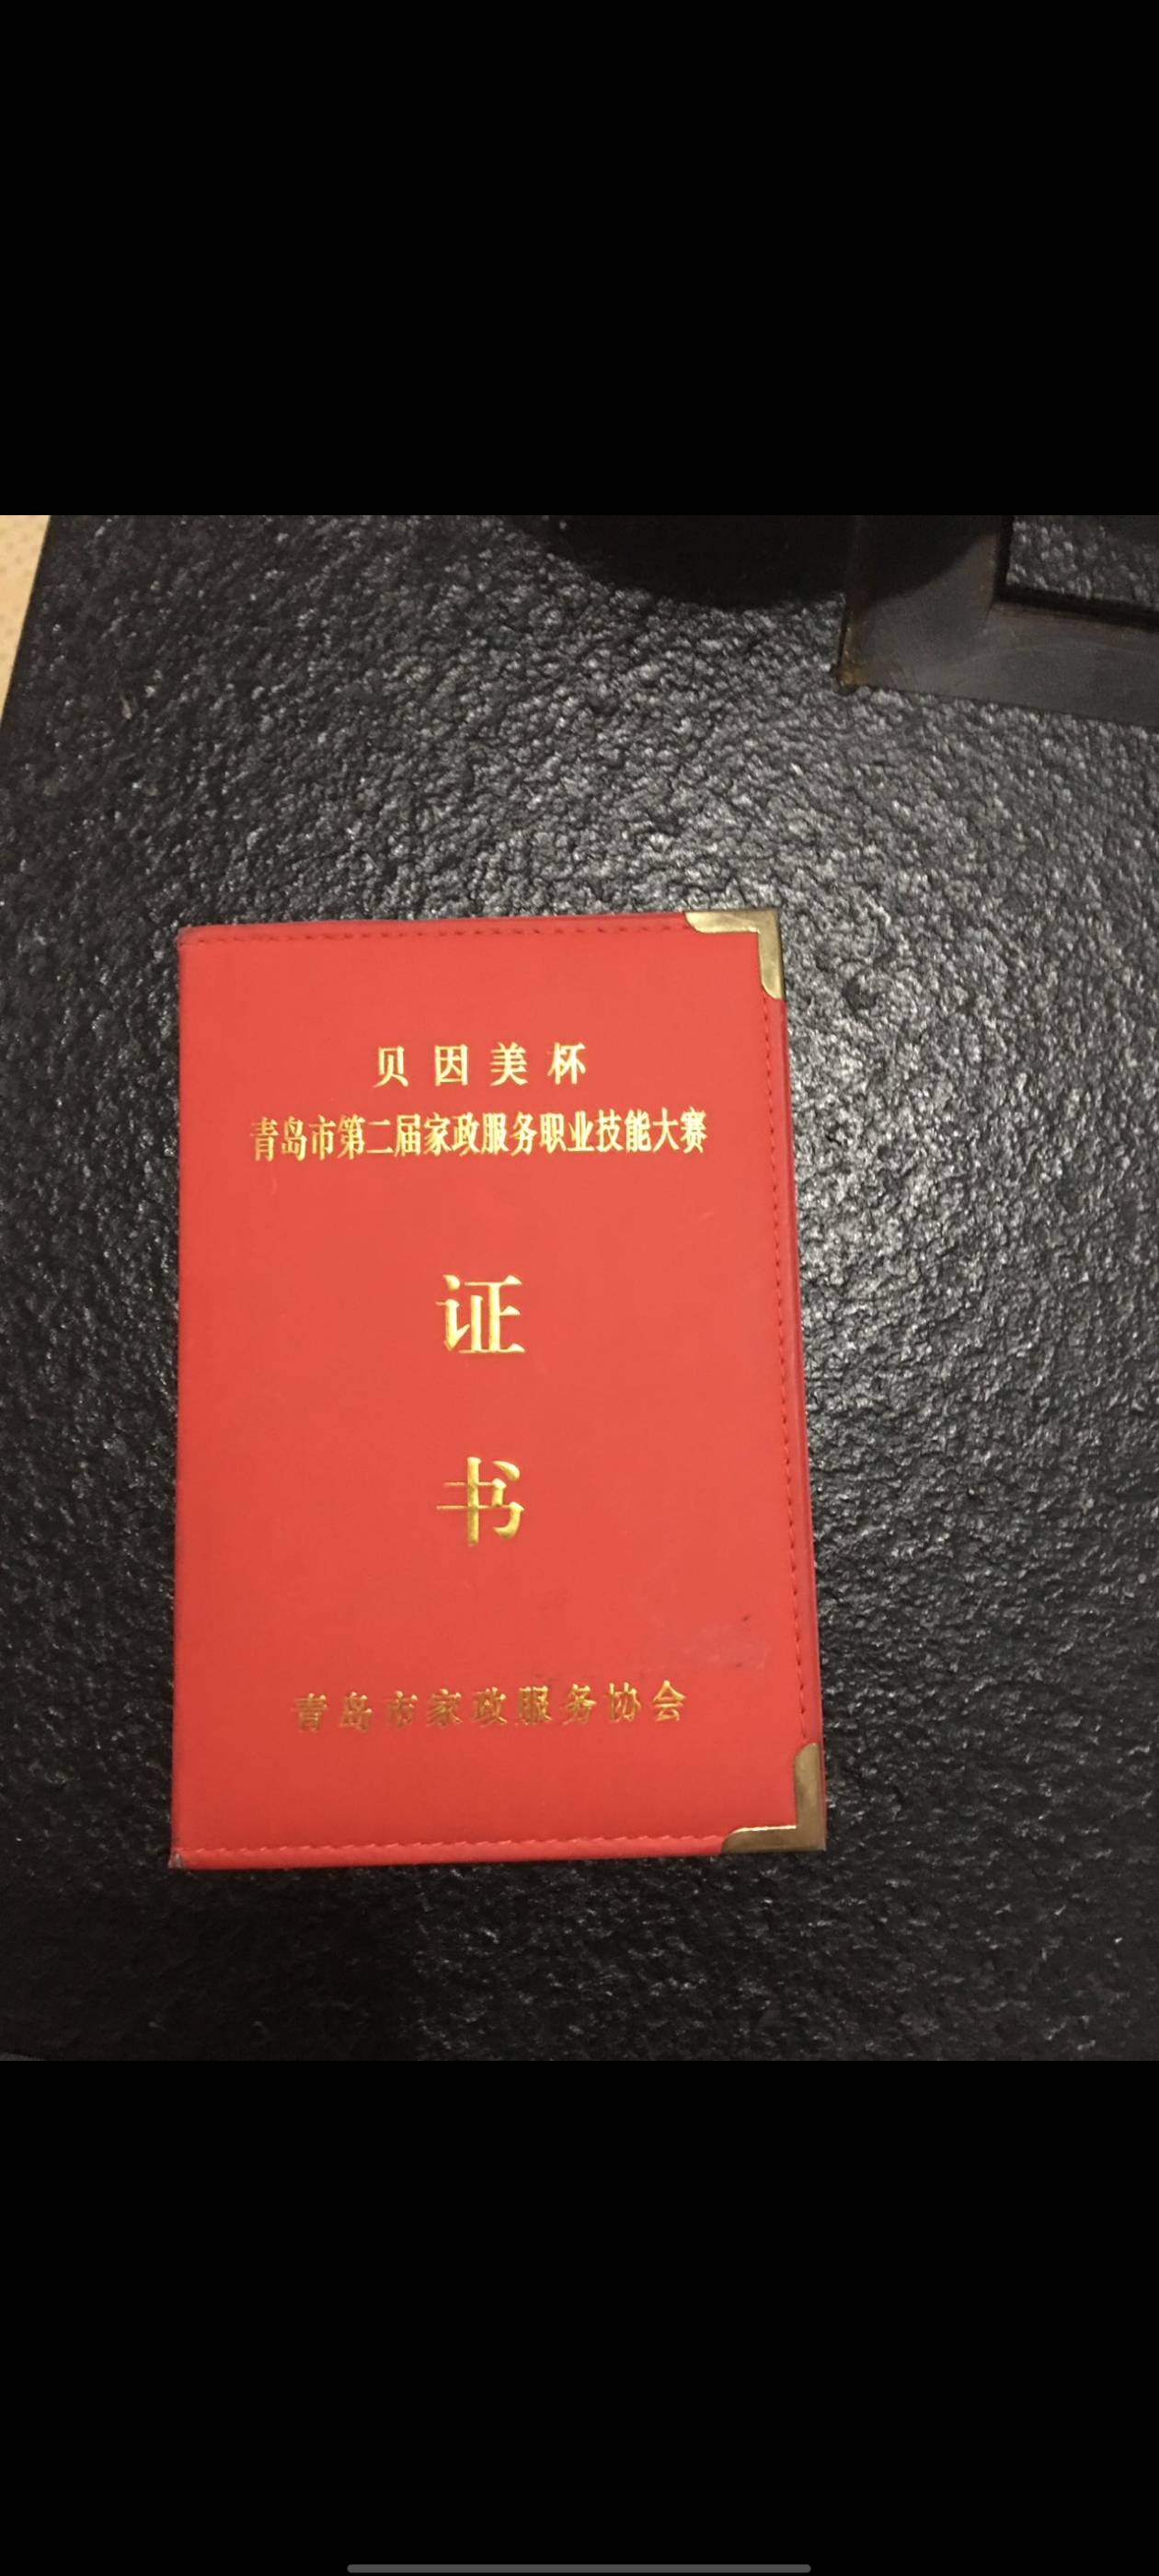 贝因美杯
青岛市第二届家政服务职业技能大赛
证
书
青岛市家政服务协会